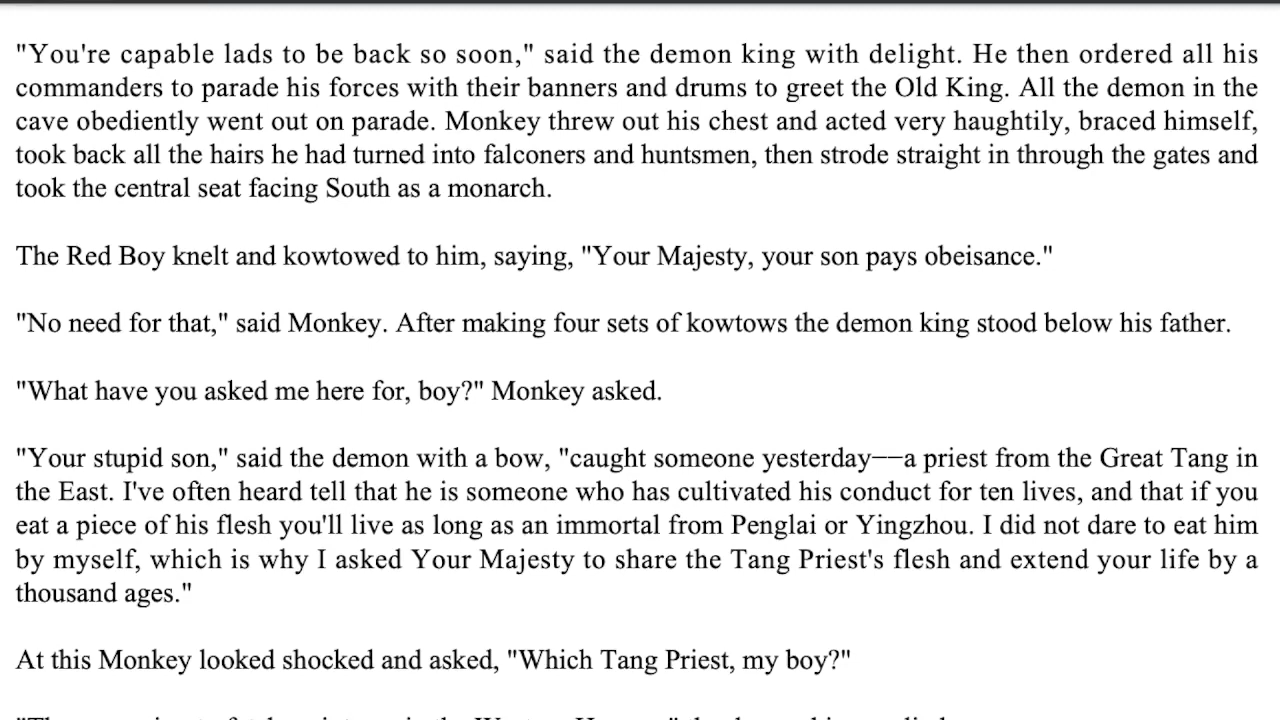 "You're capable lads to be back so soon," said the demon king with delight. He then ordered all his
commanders to parade his forces with their banners and drums to greet the Old King. All the demon in the
cave obediently went out on parade. Monkey threw out his chest and acted very haughtily, braced himself,
took back all the hairs he had turned into falconers and huntsmen, then strode straight in through the gates and
took the central seat facing South as a monarch.
The Red Boy knelt and kowtowed to him, saying, "Your Majesty, your son pays obeisance."
"No need for that," said Monkey. After making four sets of kowtows the demon king stood below his father.
"What have you asked me here for, boy?" Monkey asked.
"Your stupid son," said the demon with a bow, "caught someone yesterday——a priest from the Great Tang in
the East. I've often heard tell that he is someone who has cultivated his conduct for ten lives, and that if you
eat a piece of his flesh you'll live as long as an immortal from Penglai or Yingzhou. I did not dare to eat him
by myself, which is why I asked Your Majesty to share the Tang Priest's flesh and extend your life by a
thousand ages."
At this Monkey looked shocked and asked, "Which Tang Priest, my boy?"